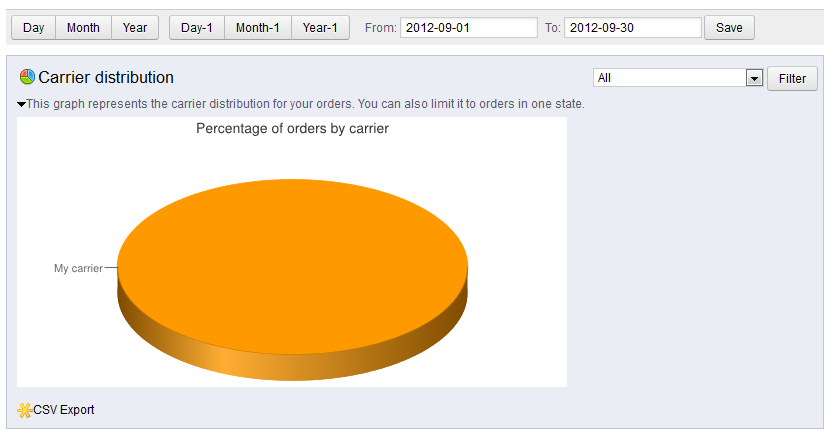 Day Month Year Day-1 Month-1 Year-1 From: 2012-09-01 To: 2012-09-30 Save
Carrier distribution All Filter
This graph represents the carrier distribution for your orders. You can also limit it to orders in one state.
Percentage of orders by carrier
My carrier
CSV Export